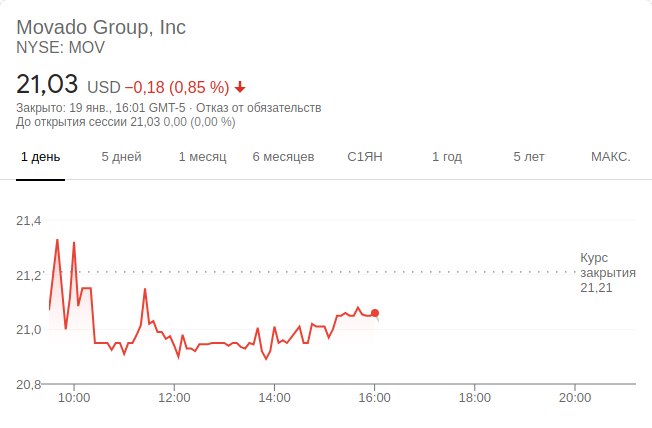 Movado Group, Inc
NYSE: MOV
21,03 USD −0,18 (0,85 %)
Закрыто: 19 янв., 16:01 GMT-5 · Отказ от обязательств
До открытия сессии 21,03 0,00 (0,00 %)
1 день 5 дней 1 месяц 6 месяцев С1ЯН 1 год 5 лет МАКС.
21,4
Курс
21,2 закрытия
21,21
21,0
20,8
10:00 12:00 14:00 16:00 18:00 20:00